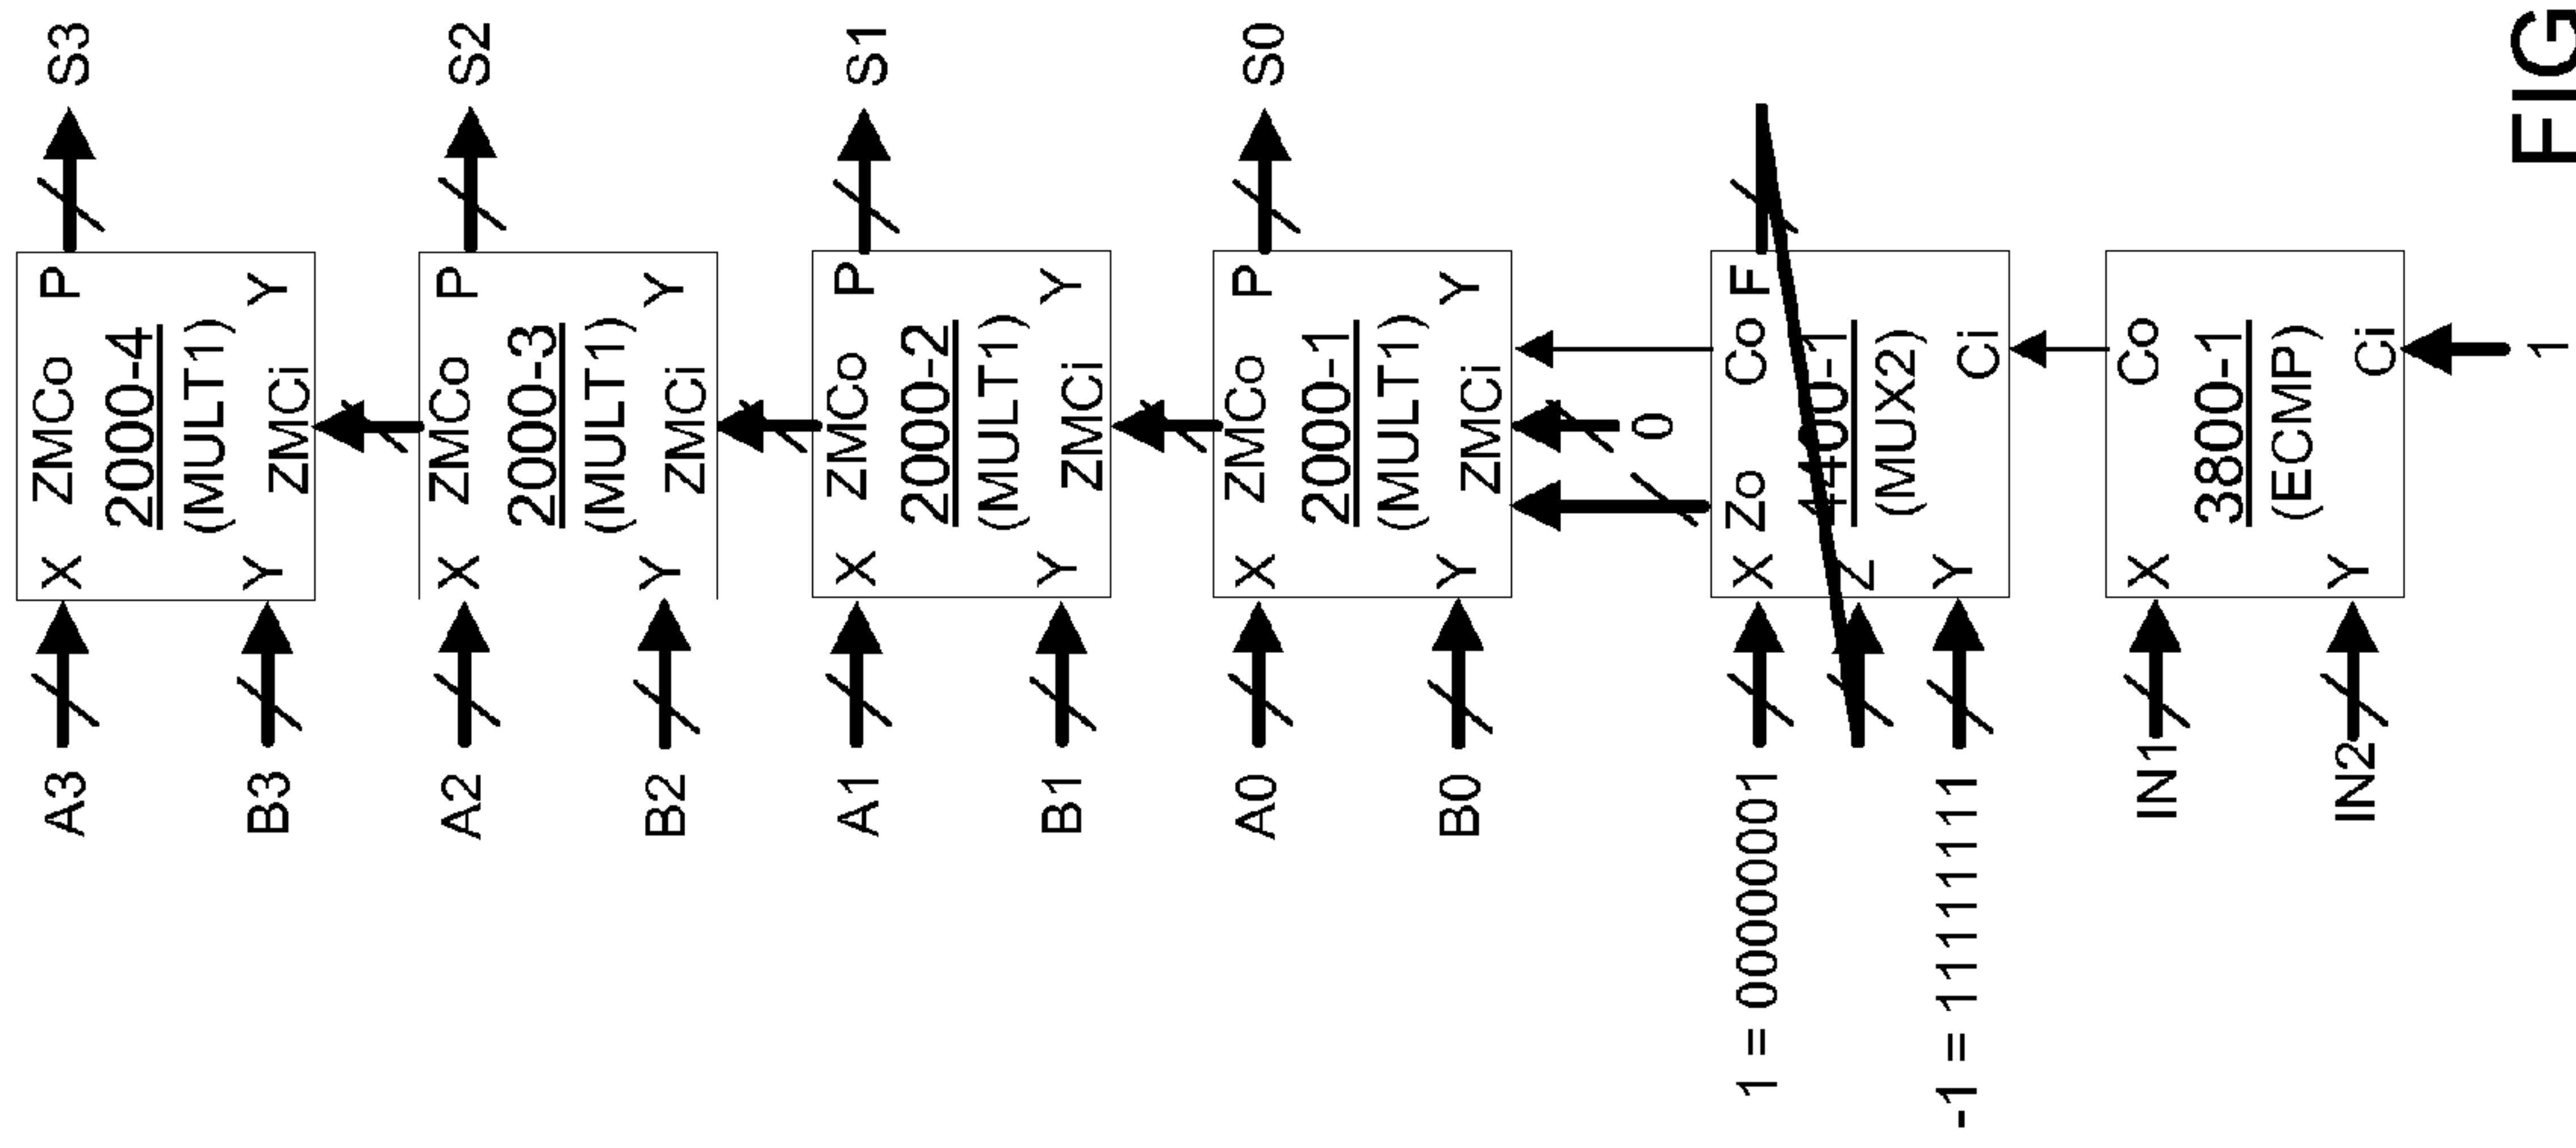 A3
B3
X ZMCo P
2000-4
(MULT1)
Y ZMCi Y
S3
A2
B2
X ZMCo P
2000-3
(MULT1)
Y ZMCi Y
S2
A1
B1
X ZMCo P
2000-2
(MULT1)
Y ZMCi Y
S1
A0
B0
X ZMCo P
2000-1
(MULT1)
Y ZMCi Y
S0
0
1 = 00000001
-1 = 11111111
X Zo Co F
4400-1
Z
(MUX2)
Y Ci
IN1
IN2
X Co
3800-1
(ECMP)
Y Ci
1
FIG